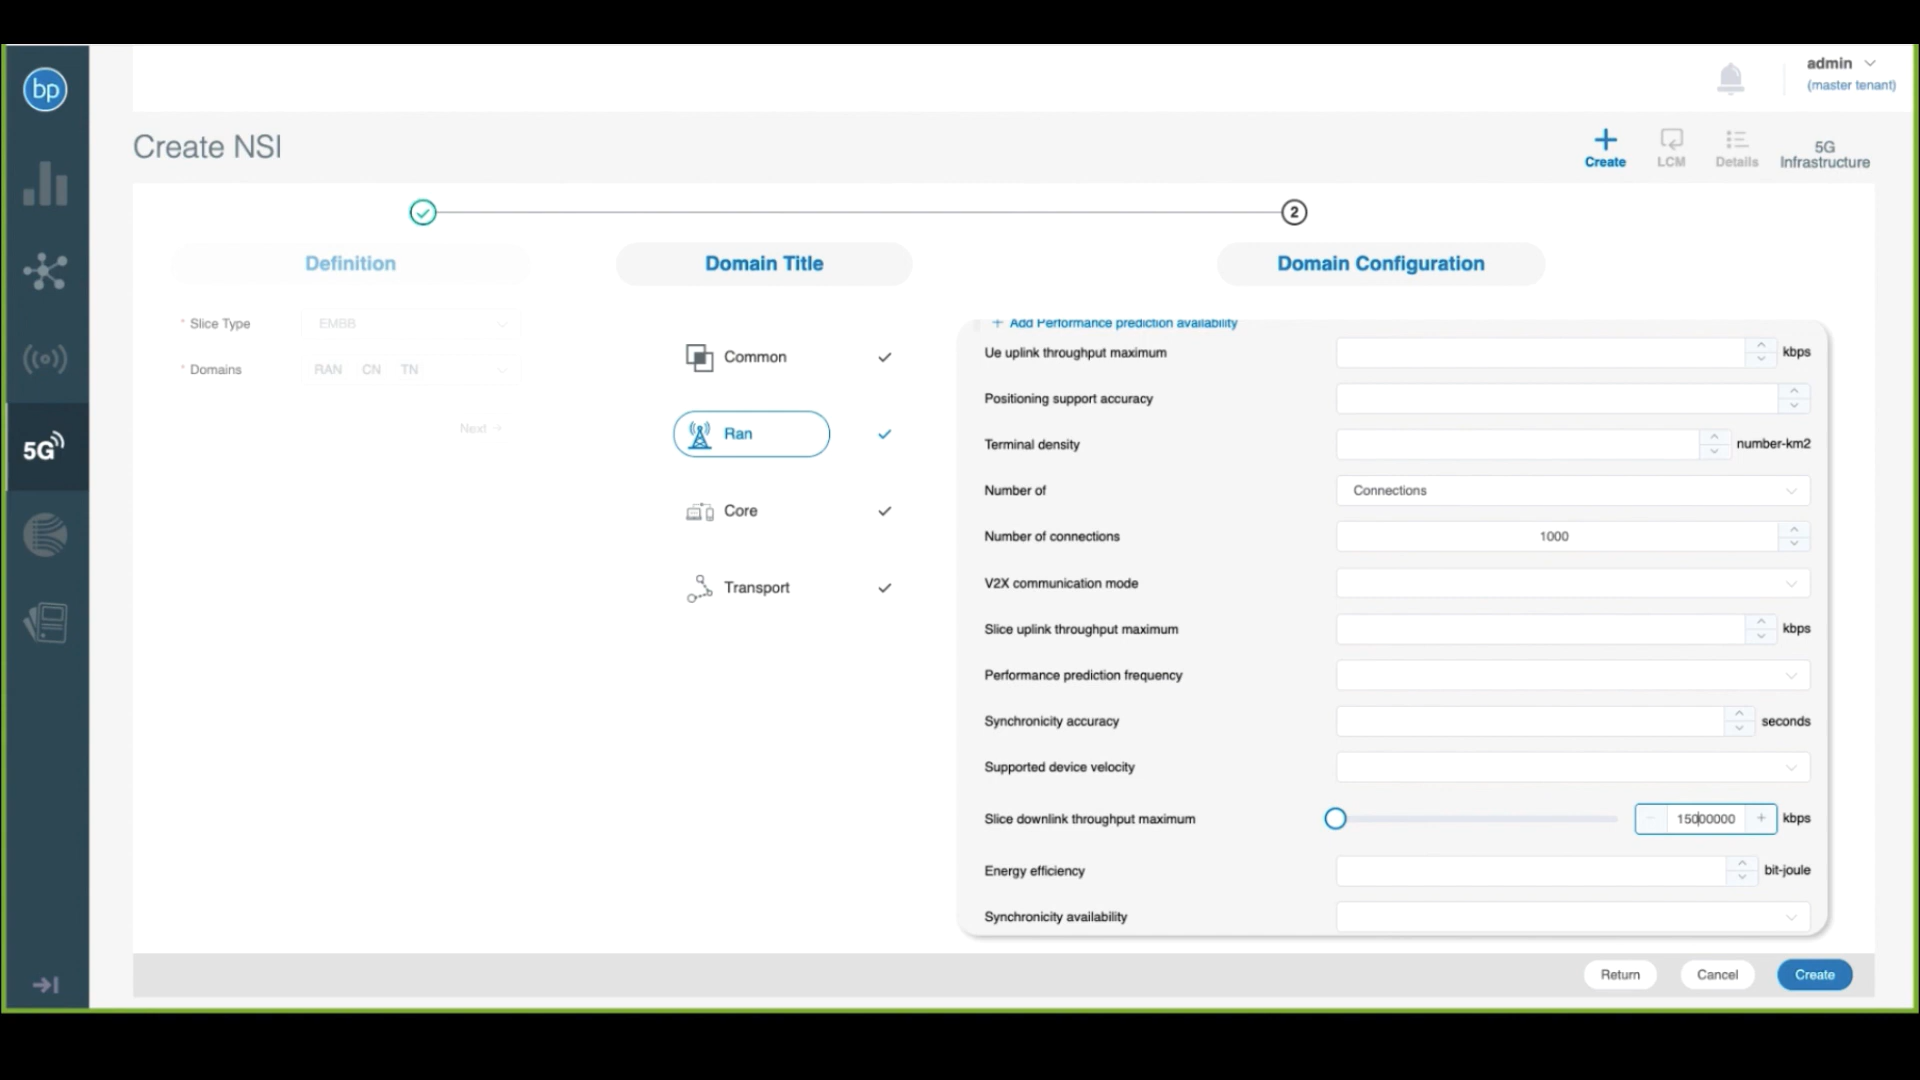 bp
admin
(master tenant)
Create NSI
Create
LCM
Details
5G
Infrastructure
2
Definition
Domain Title
Domain Configuration
* Slice Type
EMBB
* Domains
RAN CN TN
Next →
5G
Common
Ran
Core
Transport
+ Add Performance prediction availability
Ue uplink throughput maximum
kbps
Positioning support accuracy
Terminal density
number-km2
Number of
Connections
Number of connections
1000
V2X communication mode
Slice uplink throughput maximum
kbps
Performance prediction frequency
Synchronicity accuracy
seconds
Supported device velocity
Slice downlink throughput maximum
− 15000000 +
kbps
Energy efficiency
bit-joule
Synchronicity availability
Return
Cancel
Create